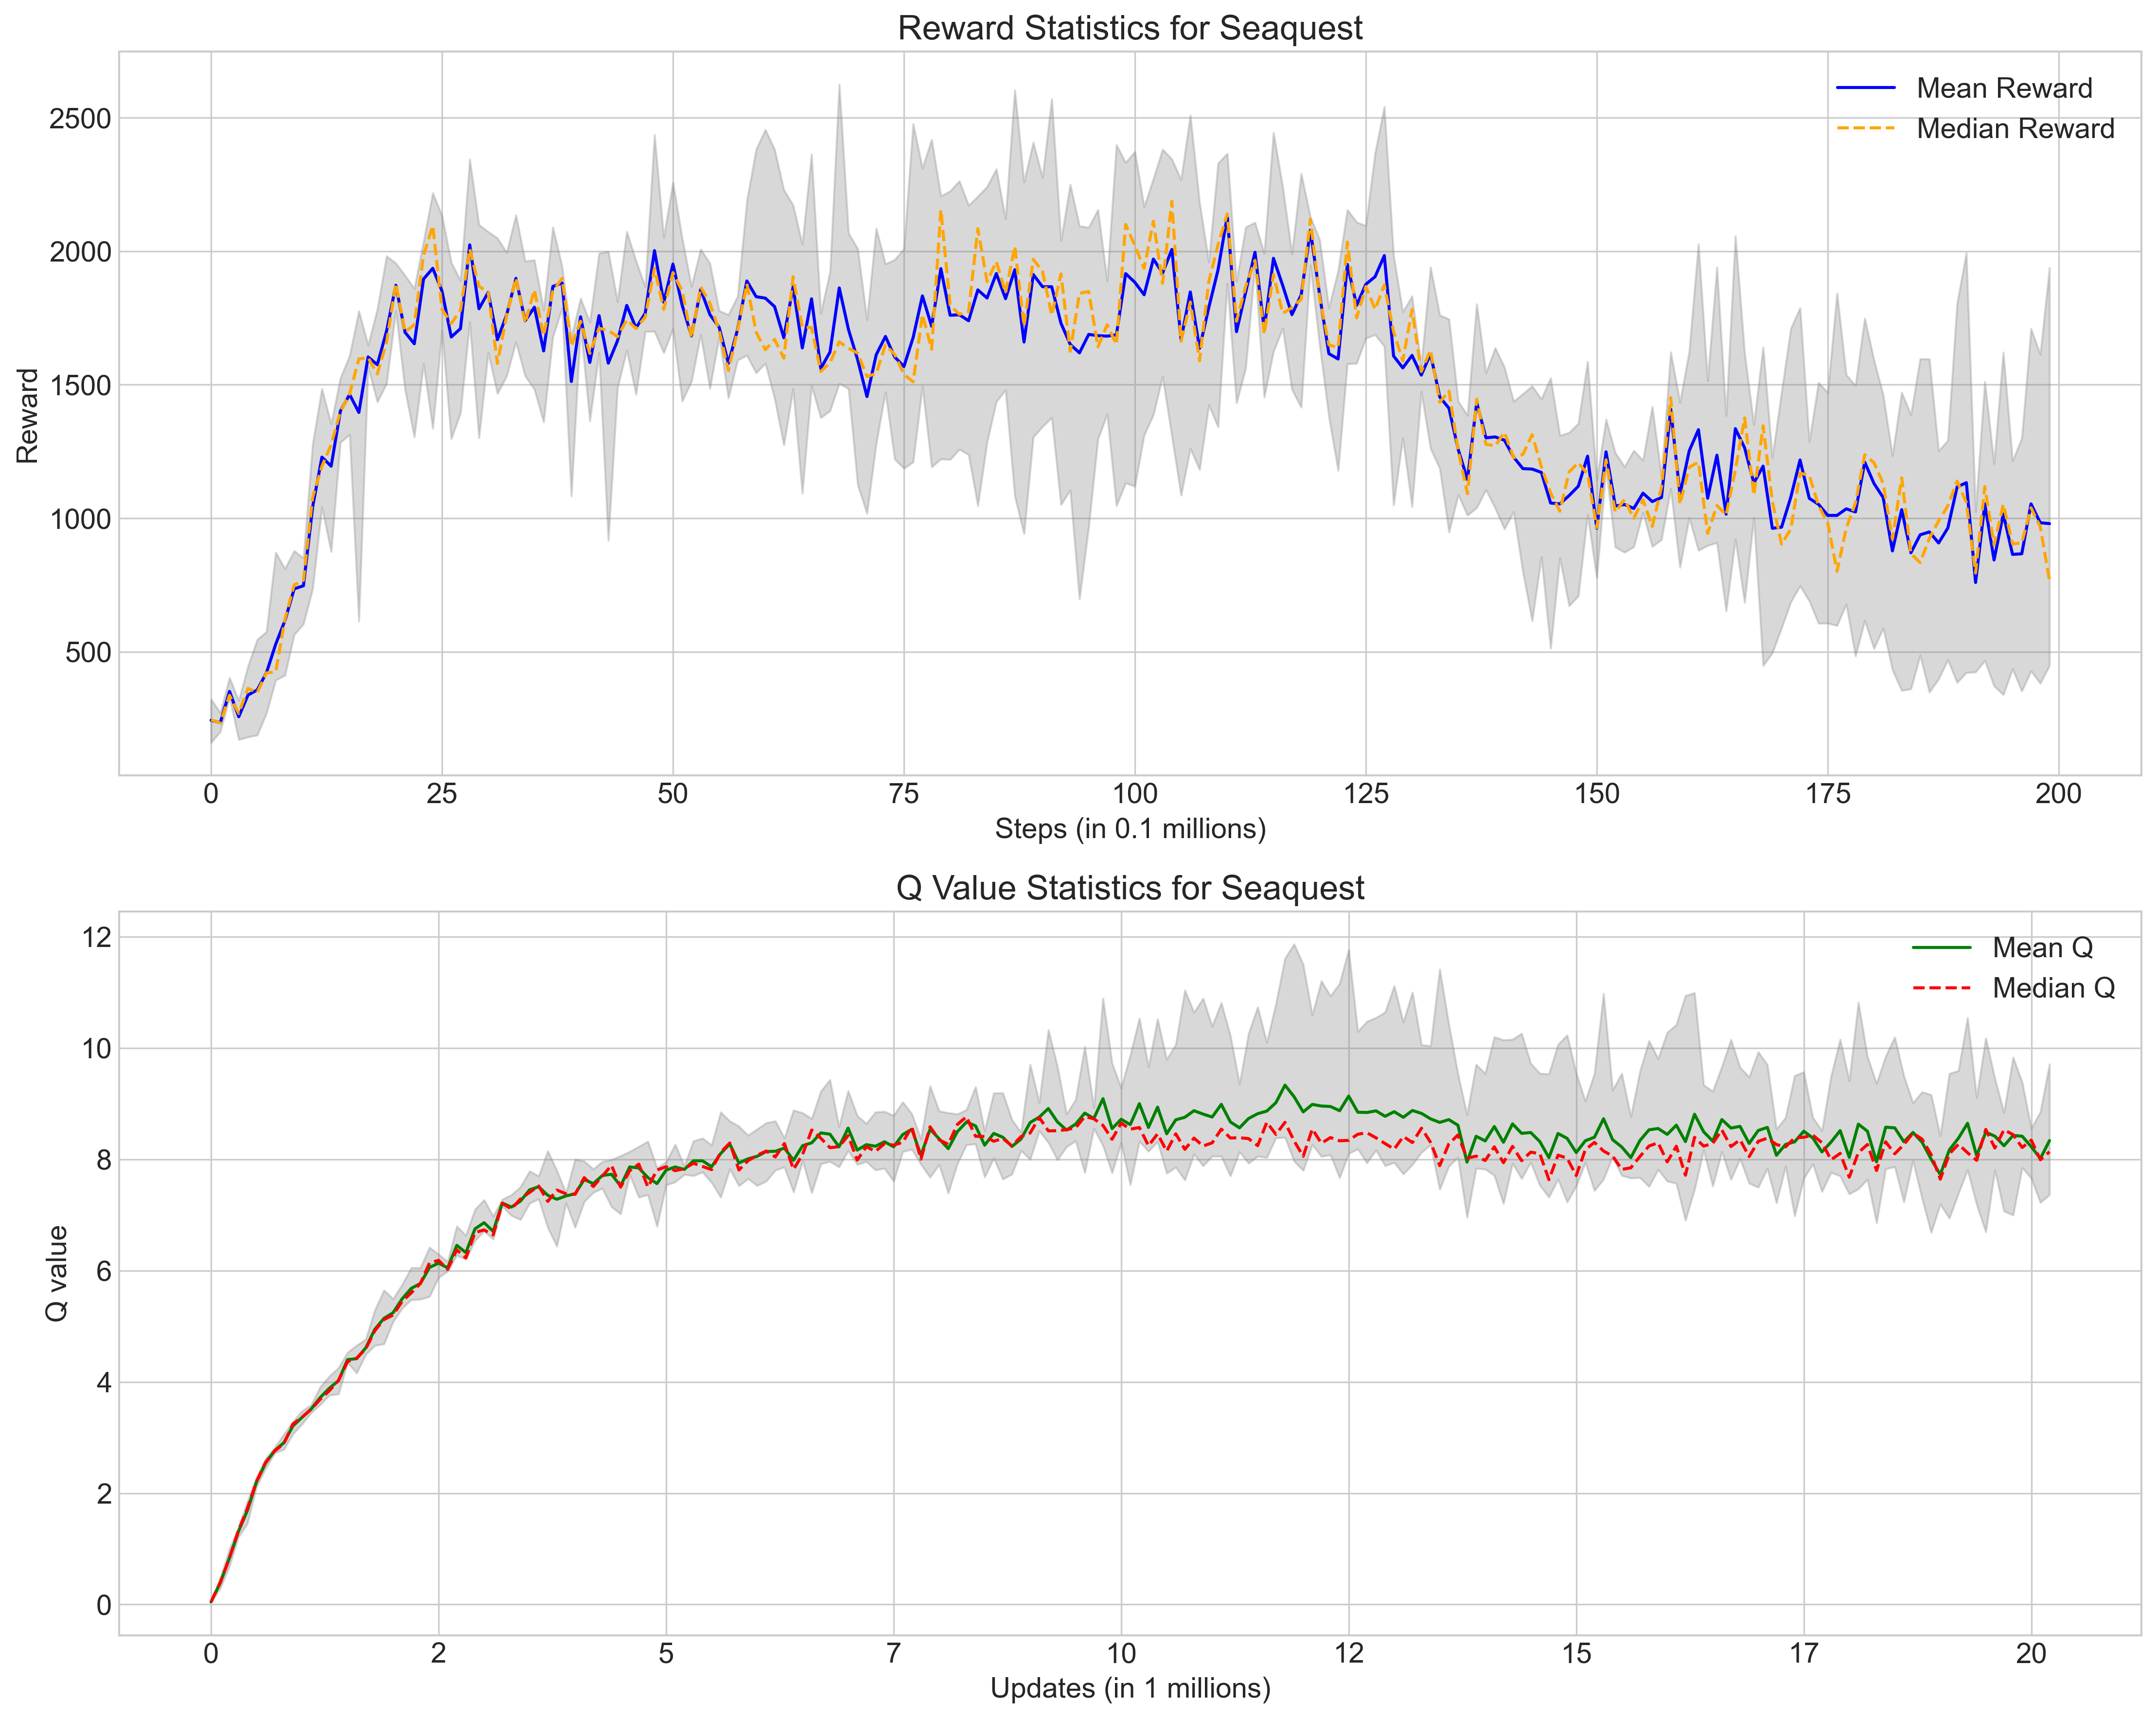 Reward Statistics for Seaquest
Mean Reward
Median Reward
2500
2000
1500
1000
500
Reward
0 25 50 75 100 125 150 175 200
Steps (in 0.1 millions)
Q Value Statistics for Seaquest
Mean Q
Median Q
12
10
8
6
4
2
0
Q value
0 2 5 7 10 12 15 17 20
Updates (in 1 millions)